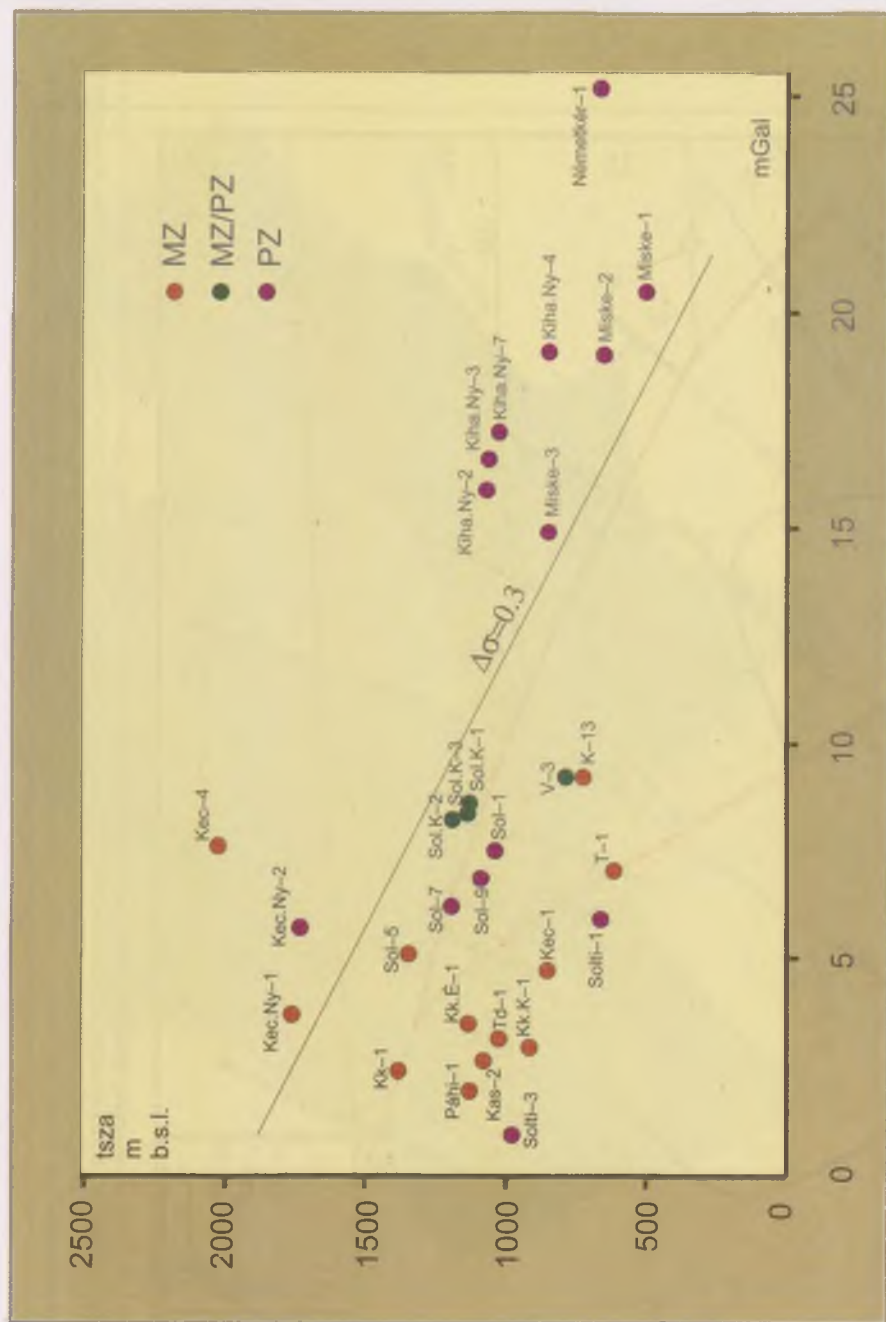 tsza
m
b.s.l.
2500
2000
1500
1000
500
0
0
5
10
15
20
25
mGal
MZ
MZ/PZ
PZ
Δσ=0.3
Kec–4
Kec.Ny–2
Kec.Ny–1
Kk–1
Sol–5
Sol–7
Sol.K–2
Sol.K–3
Sol.K–1
Sol–1
Sol–9
Kk.É–1
Páhi–1
Td–1
Kas–2
Kk.K–1
Solti–3
Kec–1
Solti–1
T–1
V–3
K–13
Kiha.Ny–2
Kiha.Ny–3
Kiha.Ny–7
Miske–3
Kiha.Ny–4
Miske–2
Miske–1
Németkér–1